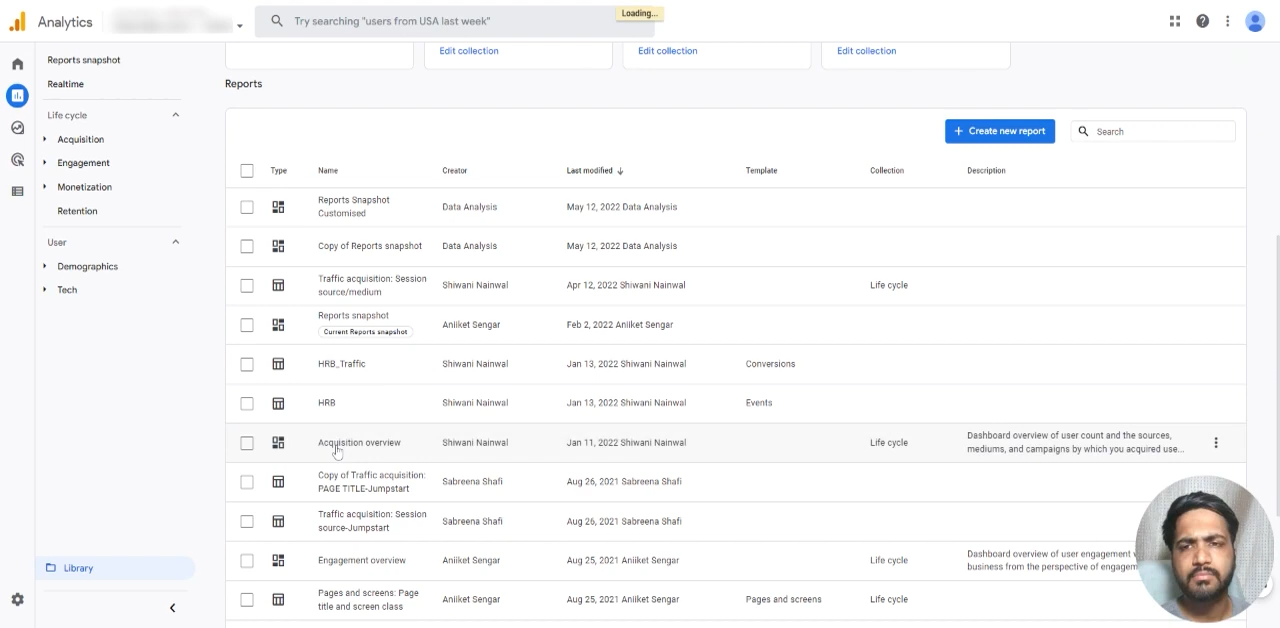 Analytics
Try searching "users from USA last week"
Loading...
Reports snapshot
Realtime
Life cycle
Acquisition
Engagement
Monetization
Retention
User
Demographics
Tech
Library
Edit collection
Edit collection
Edit collection
Reports
+ Create new report
Search
Type Name Creator Last modified ↓ Template Collection Description
Reports Snapshot
Customised
Data Analysis
May 12, 2022 Data Analysis
Copy of Reports snapshot
Data Analysis
May 12, 2022 Data Analysis
Traffic acquisition: Session
source/medium
Shiwani Nainwal
Apr 12, 2022 Shiwani Nainwal
Life cycle
Reports snapshot
Current Reports snapshot
Aniiket Sengar
Feb 2, 2022 Aniiket Sengar
HRB_Traffic
Shiwani Nainwal
Jan 13, 2022 Shiwani Nainwal
Conversions
HRB
Shiwani Nainwal
Jan 13, 2022 Shiwani Nainwal
Events
Acquisition overview
Shiwani Nainwal
Jan 11, 2022 Shiwani Nainwal
Life cycle
Dashboard overview of user count and the sources,
mediums, and campaigns by which you acquired use...
Copy of Traffic acquisition:
PAGE TITLE-Jumpstart
Sabreena Shafi
Aug 26, 2021 Sabreena Shafi
Traffic acquisition: Session
source-Jumpstart
Sabreena Shafi
Aug 26, 2021 Sabreena Shafi
Engagement overview
Aniiket Sengar
Aug 25, 2021 Aniiket Sengar
Life cycle
Dashboard overview of user engagement
business from the perspective of engagem
Pages and screens: Page
title and screen class
Aniiket Sengar
Aug 25, 2021 Aniiket Sengar
Pages and screens
Life cycle